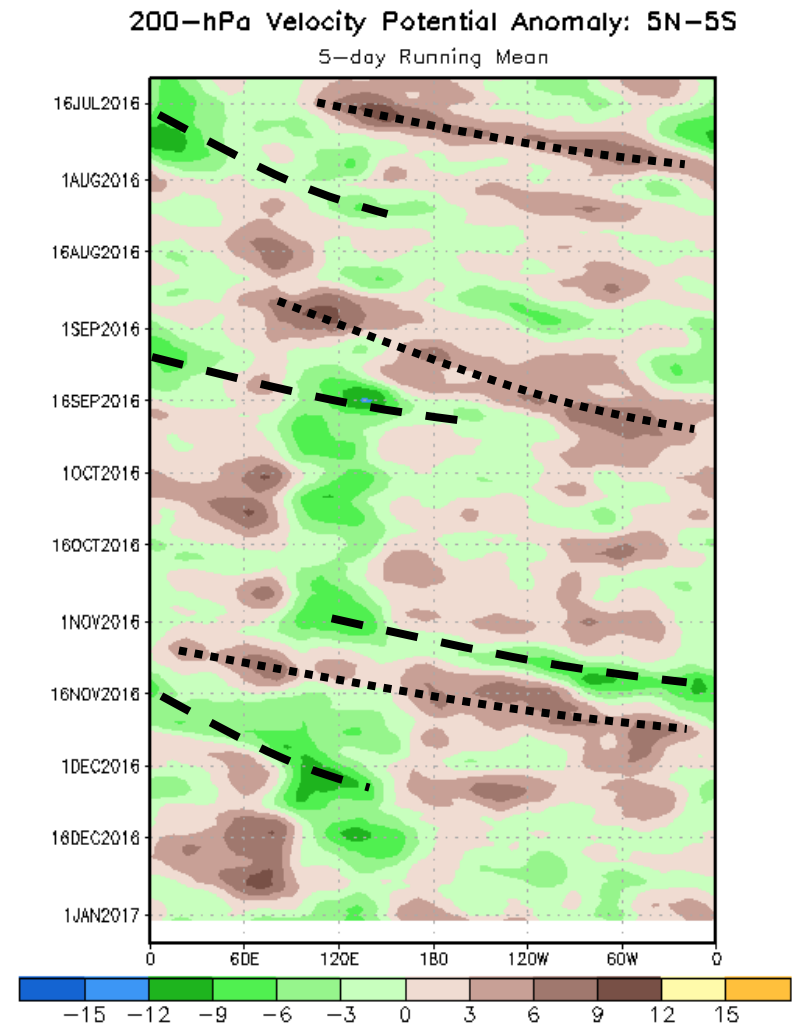 200-hPa Velocity Potential Anomaly: 5N-5S
5-day Running Mean
16JUL2016
1AUG2016
16AUG2016
1SEP2016
16SEP2016
1OCT2016
16OCT2016
1NOV2016
16NOV2016
1DEC2016
16DEC2016
1JAN2017
0 60E 120E 180 120W 60W 0
-15 -12 -9 -6 -3 0 3 6 9 12 15